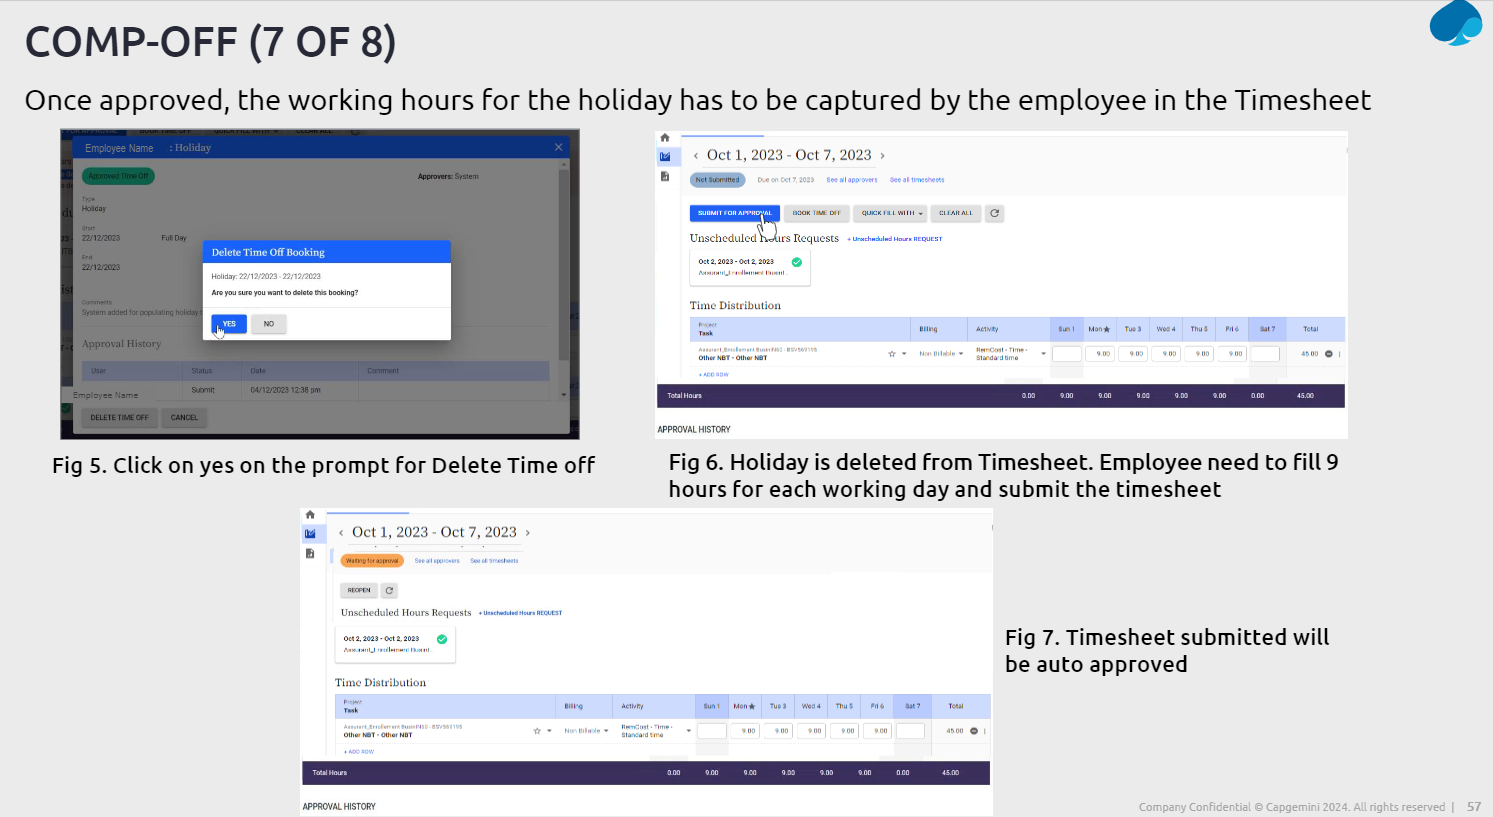 COMP-OFF (7 OF 8)
Once approved, the working hours for the holiday has to be captured by the employee in the Timesheet
Employee Name : Holiday
Approved Time Off
Approvers: System
Type
Holiday
Start
22/12/2023 Full Day
End
22/12/2023
Comments
System added for populating holiday
Delete Time Off Booking
Holiday: 22/12/2023 - 22/12/2023
Are you sure you want to delete this booking?
YES NO
Approval History
User Status Date Comment
Submit 04/12/2023 12:38 pm
Employee Name
DELETE TIME OFF CANCEL
Fig 5. Click on yes on the prompt for Delete Time off
Oct 1, 2023 - Oct 7, 2023
Not Submitted Due on Oct 7, 2023 See all approvers See all timesheets
SUBMIT FOR APPROVAL BOOK TIME OFF QUICK FILL WITH CLEAR ALL
Unscheduled Hours Requests + Unscheduled Hours REQUEST
Oct 2, 2023 - Oct 2, 2023
Assurant_Enrollement Businf..
Time Distribution
Project
Task Billing Activity Sun 1 Mon Tue 3 Wed 4 Thu 5 Fri 6 Sat 7 Total
Other NBT - Other NBT Non Billable RemCost - Time - Standard time 9.00 9.00 9.00 9.00 9.00 45.00
+ ADD ROW
Total Hours 0.00 9.00 9.00 9.00 9.00 9.00 0.00 45.00
APPROVAL HISTORY
Fig 6. Holiday is deleted from Timesheet. Employee need to fill 9
hours for each working day and submit the timesheet
Oct 1, 2023 - Oct 7, 2023
Waiting for approval See all approvers See all timesheets
REOPEN
Unscheduled Hours Requests + Unscheduled Hours REQUEST
Oct 2, 2023 - Oct 2, 2023
Assurant_Enrollement Businf..
Time Distribution
Project
Task Billing Activity Sun 1 Mon Tue 3 Wed 4 Thu 5 Fri 6 Sat 7 Total
Other NBT - Other NBT Non Billable RemCost - Time - Standard time 9.00 9.00 9.00 9.00 9.00 45.00
+ ADD ROW
Total Hours 0.00 9.00 9.00 9.00 9.00 9.00 0.00 45.00
APPROVAL HISTORY
Fig 7. Timesheet submitted will
be auto approved
Company Confidential © Capgemini 2024. All rights reserved | 57